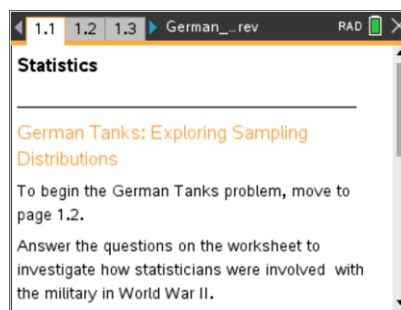 1.1 1.2 1.3 German_...rev RAD
Statistics
German Tanks: Exploring Sampling
Distributions
To begin the German Tanks problem, move to
page 1.2.
Answer the questions on the worksheet to
investigate how statisticians were involved with
the military in World War II.